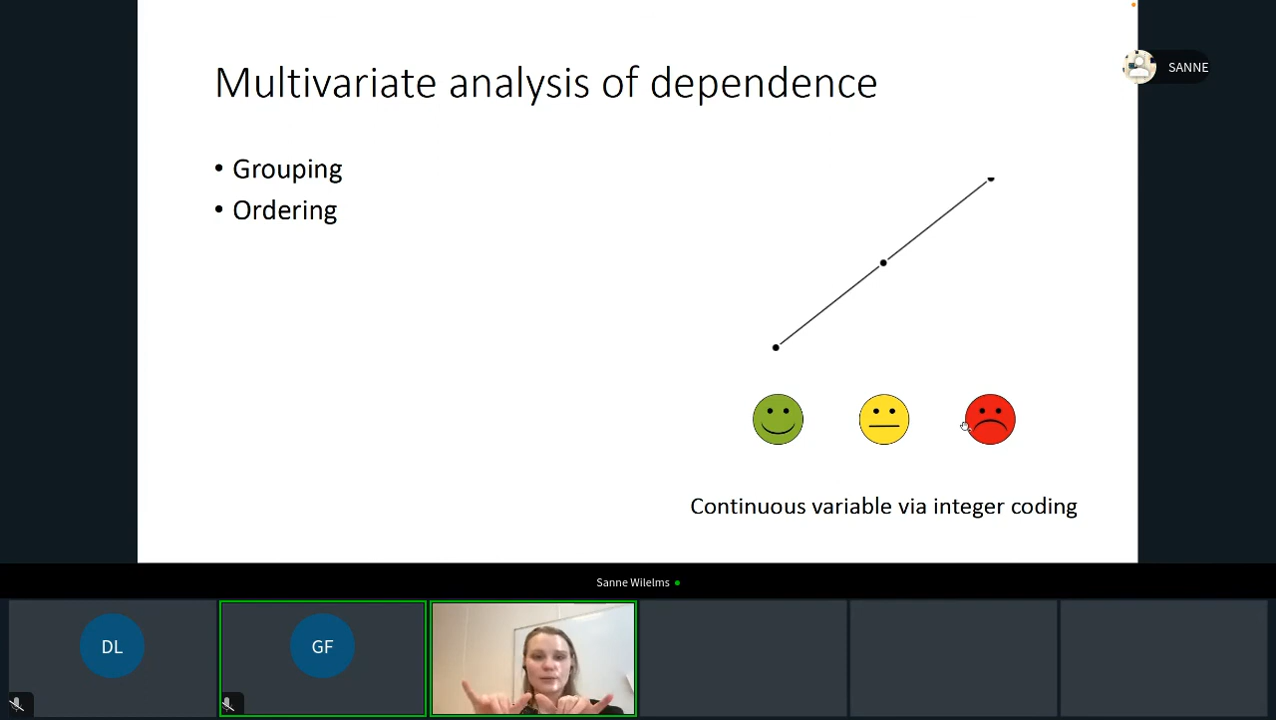 Multivariate analysis of dependence
SANNE
• Grouping
• Ordering
Continuous variable via integer coding
Sanne Wilelms
DL
GF